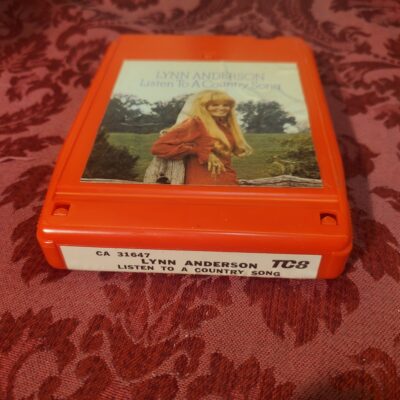 LYNN ANDERSON
Listen To A Country Song
CA 31647
LYNN ANDERSON TC8
LISTEN TO A COUNTRY SONG